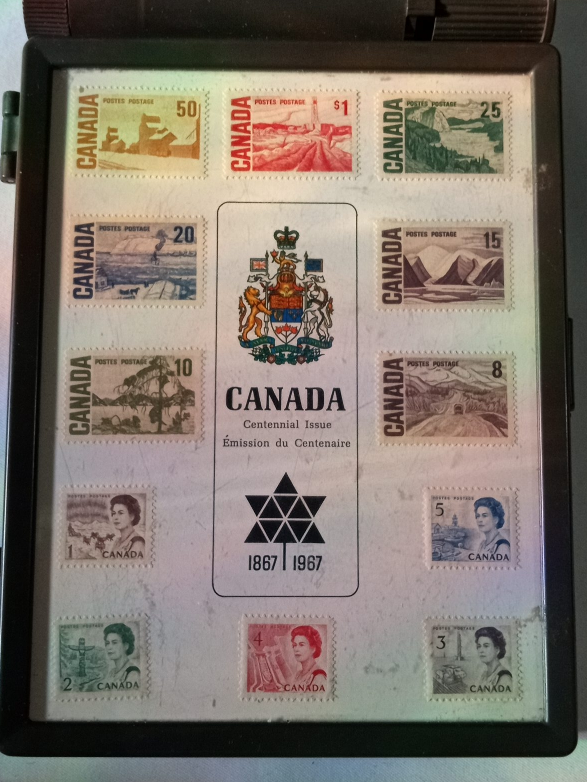 CANADA
POSTES POSTAGE
50
CANADA
POSTES POSTAGE
$1
CANADA
POSTES POSTAGE
25
CANADA
POSTES POSTAGE
20
CANADA
POSTES POSTAGE
15
CANADA
POSTES POSTAGE
10
CANADA
POSTES POSTAGE
8
CANADA
Centennial Issue
Émission du Centenaire
1867 1967
POSTES POSTAGE
1
CANADA
POSTES POSTAGE
5
CANADA
POSTES POSTAGE
2
CANADA
POSTES POSTAGE
4
CANADA
POSTES POSTAGE
3
CANADA